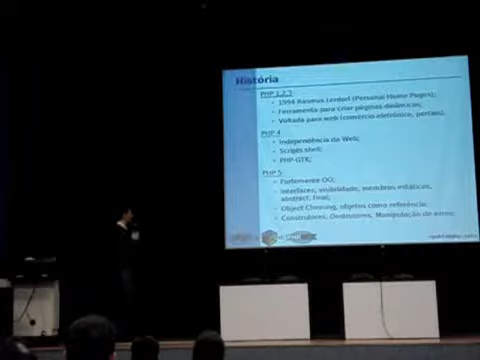 História
PHP 1,2,3
- 1994 Rasmus Lerdorf (Personal Home Pages);
- Ferramenta para criar páginas dinâmicas;
- Voltada para web (comércio eletrônico, portais);
PHP 4
- Independência da Web;
- Scripts shell;
- PHP-GTK;
PHP 5
- Fortemente OO;
- Interfaces, visibilidade, membros estáticos,
abstract, final;
- Object Cloning, objetos como referência;
- Construtores, Destrutores, Manipulação de erros;